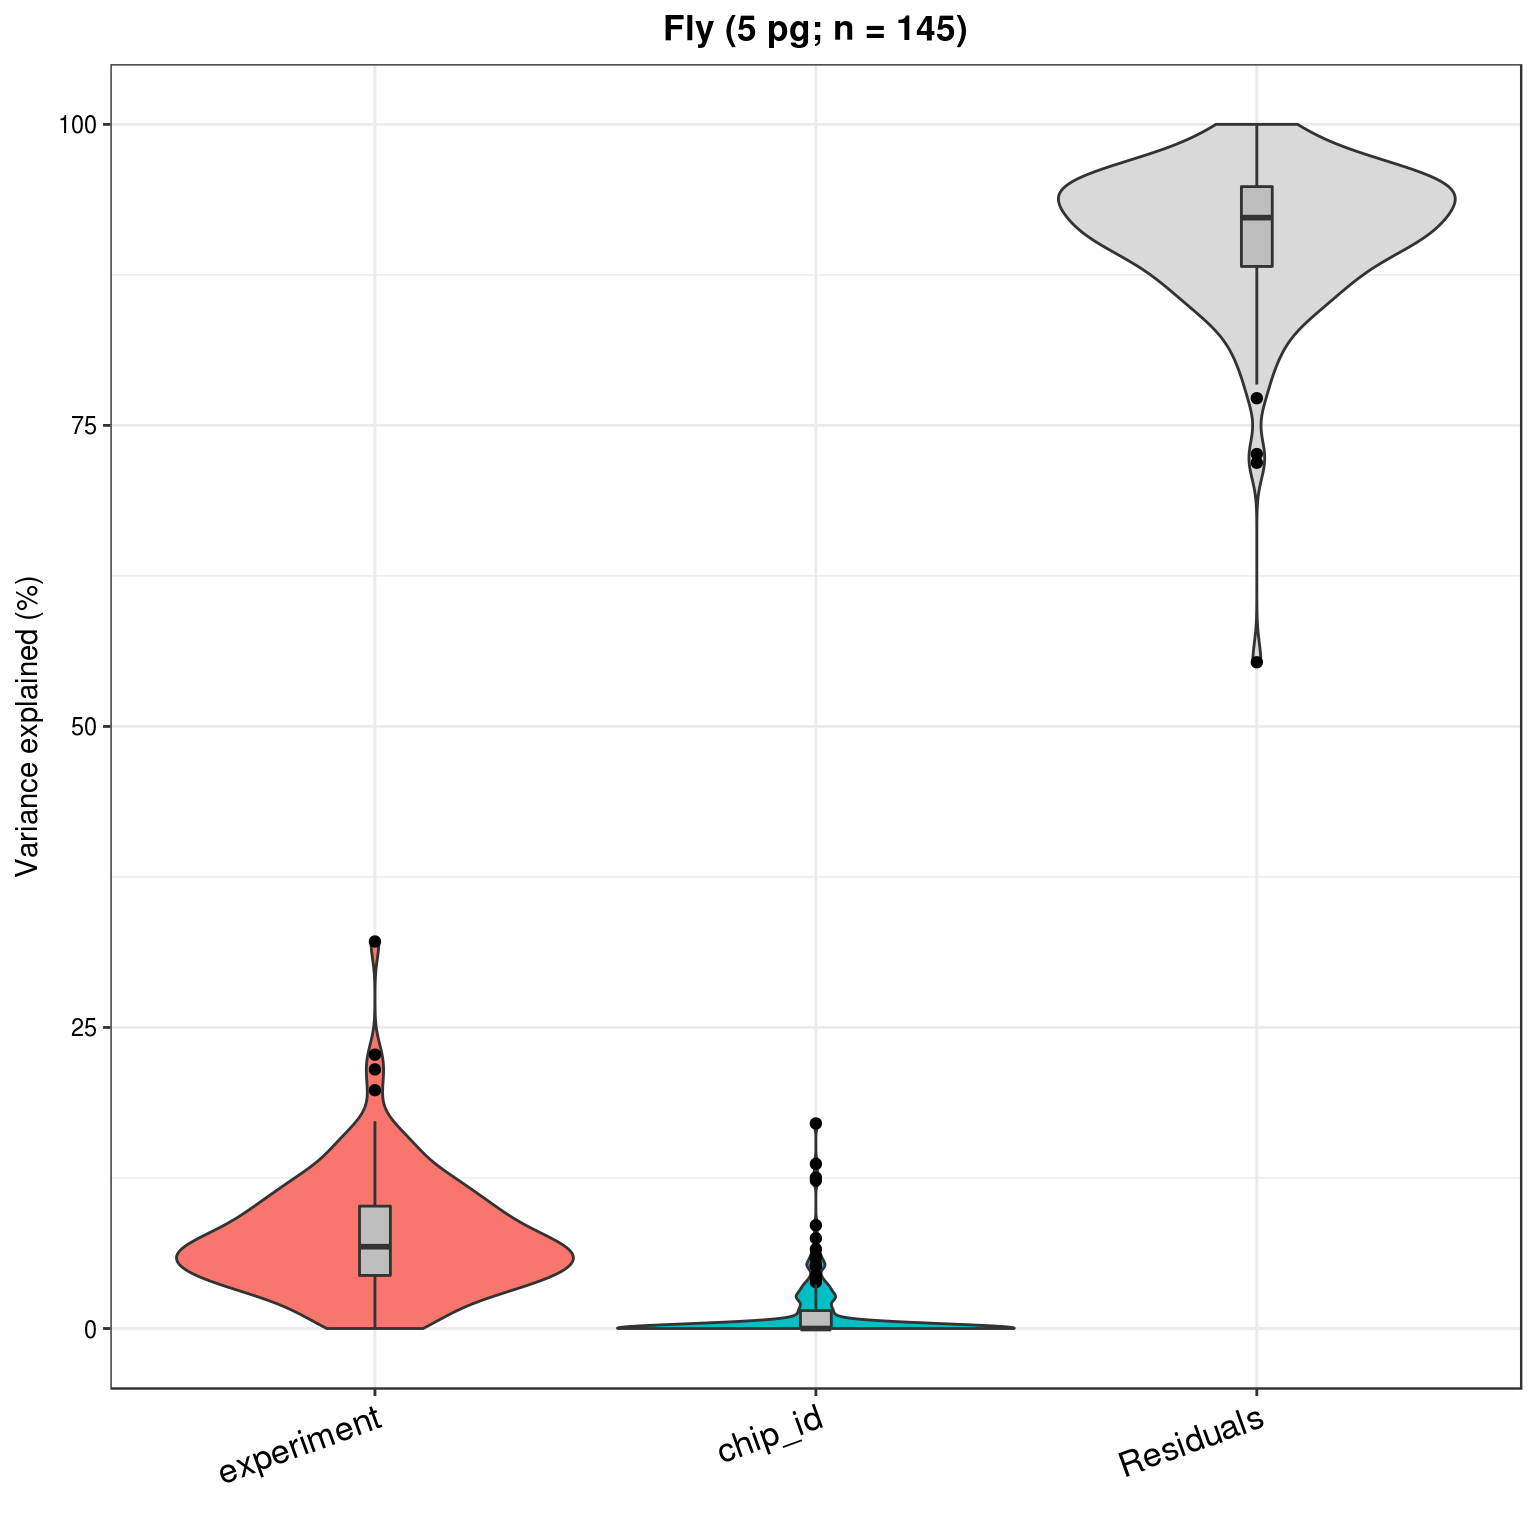 Fly (5 pg; n = 145)
Variance explained (%)
100
75
50
25
0
experiment
chip_id
Residuals